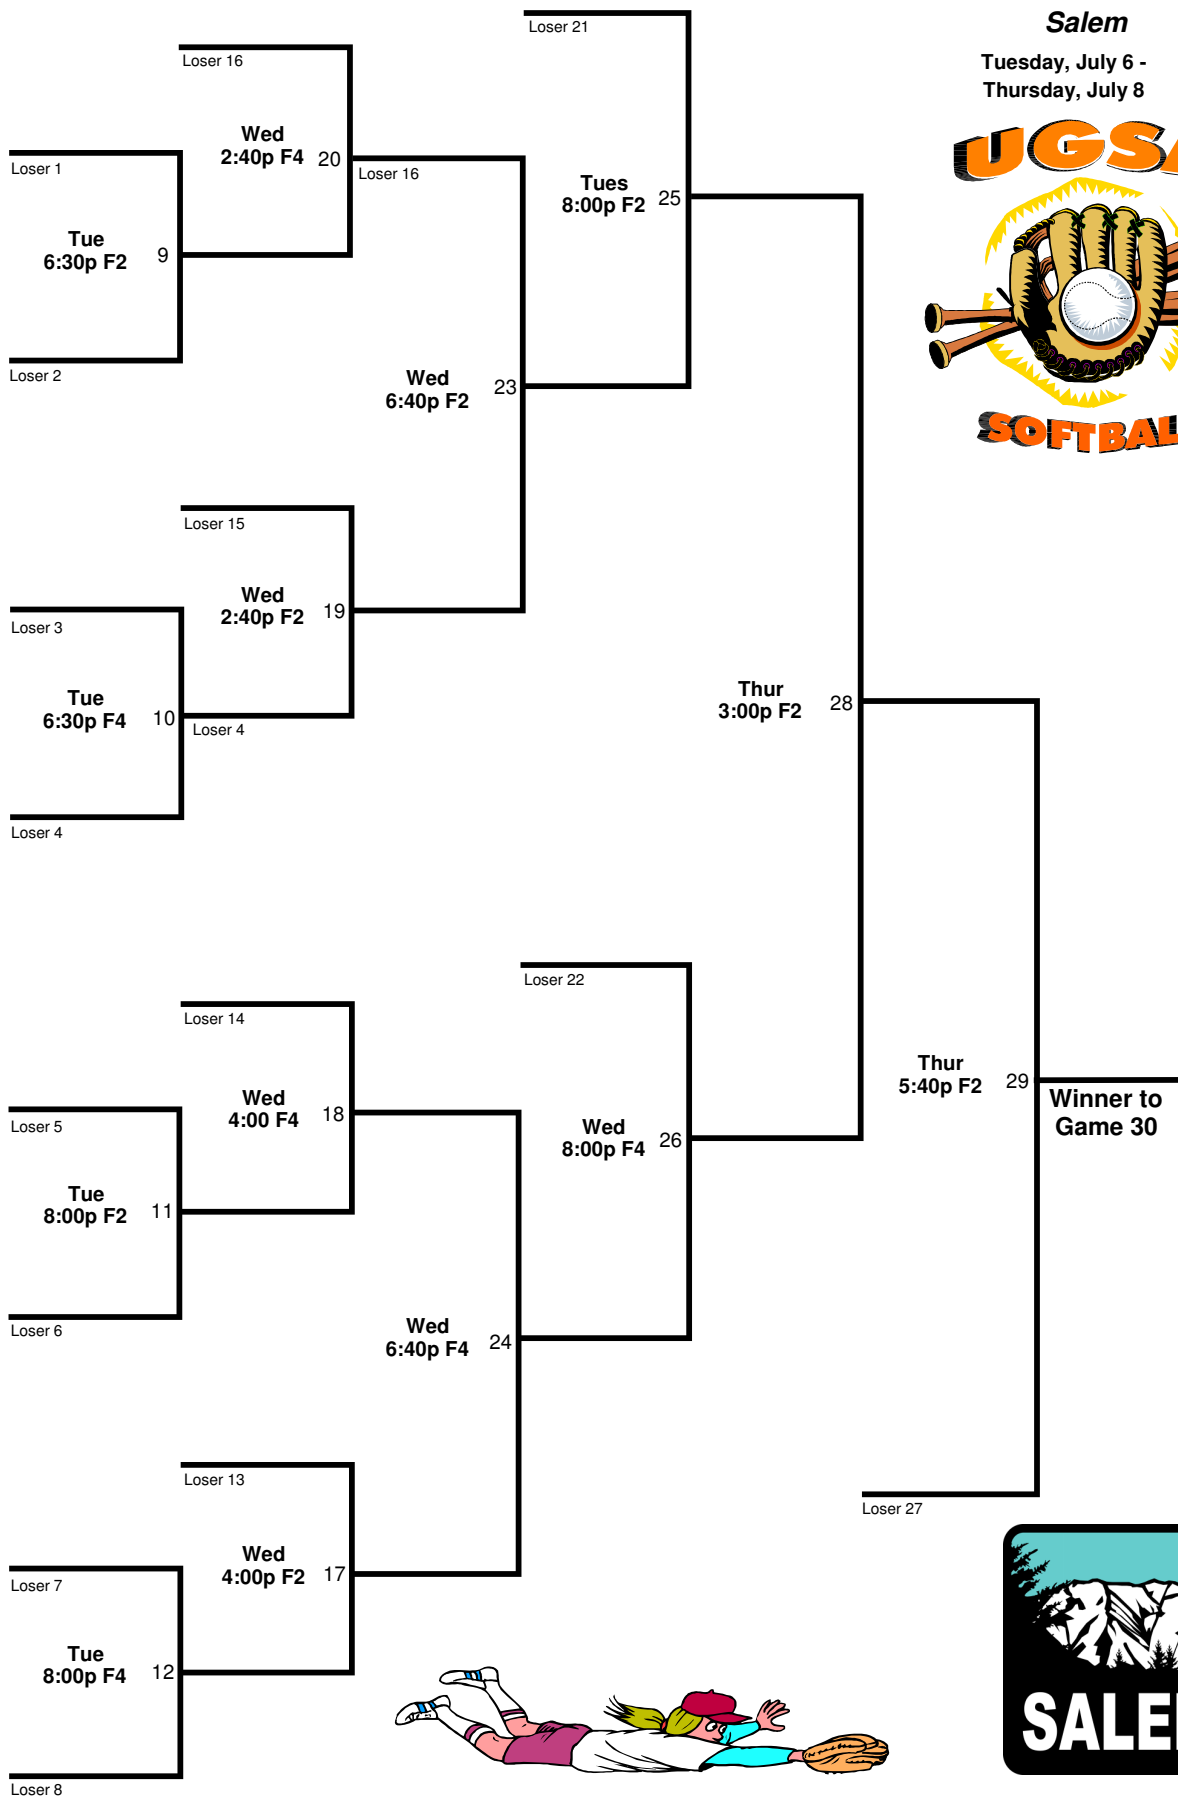 Loser 21
Salem
Tuesday, July 6 -
Thursday, July 8
UGSA
SOFTBAL
Loser 16
Wed
2:40p F4 20
Loser 16
Loser 1
Tue
6:30p F2 9
Loser 2
Tues
8:00p F2 25
Wed
6:40p F2 23
Loser 15
Wed
2:40p F2 19
Loser 3
Tue
6:30p F4 10
Loser 4
Loser 4
Thur
3:00p F2 28
Loser 22
Loser 14
Wed
4:00 F4 18
Loser 5
Tue
8:00p F2 11
Loser 6
Wed
8:00p F4 26
Thur
5:40p F2 29
Winner to
Game 30
Wed
6:40p F4 24
Loser 13
Wed
4:00p F2 17
Loser 7
Tue
8:00p F4 12
Loser 8
Loser 27
SALE